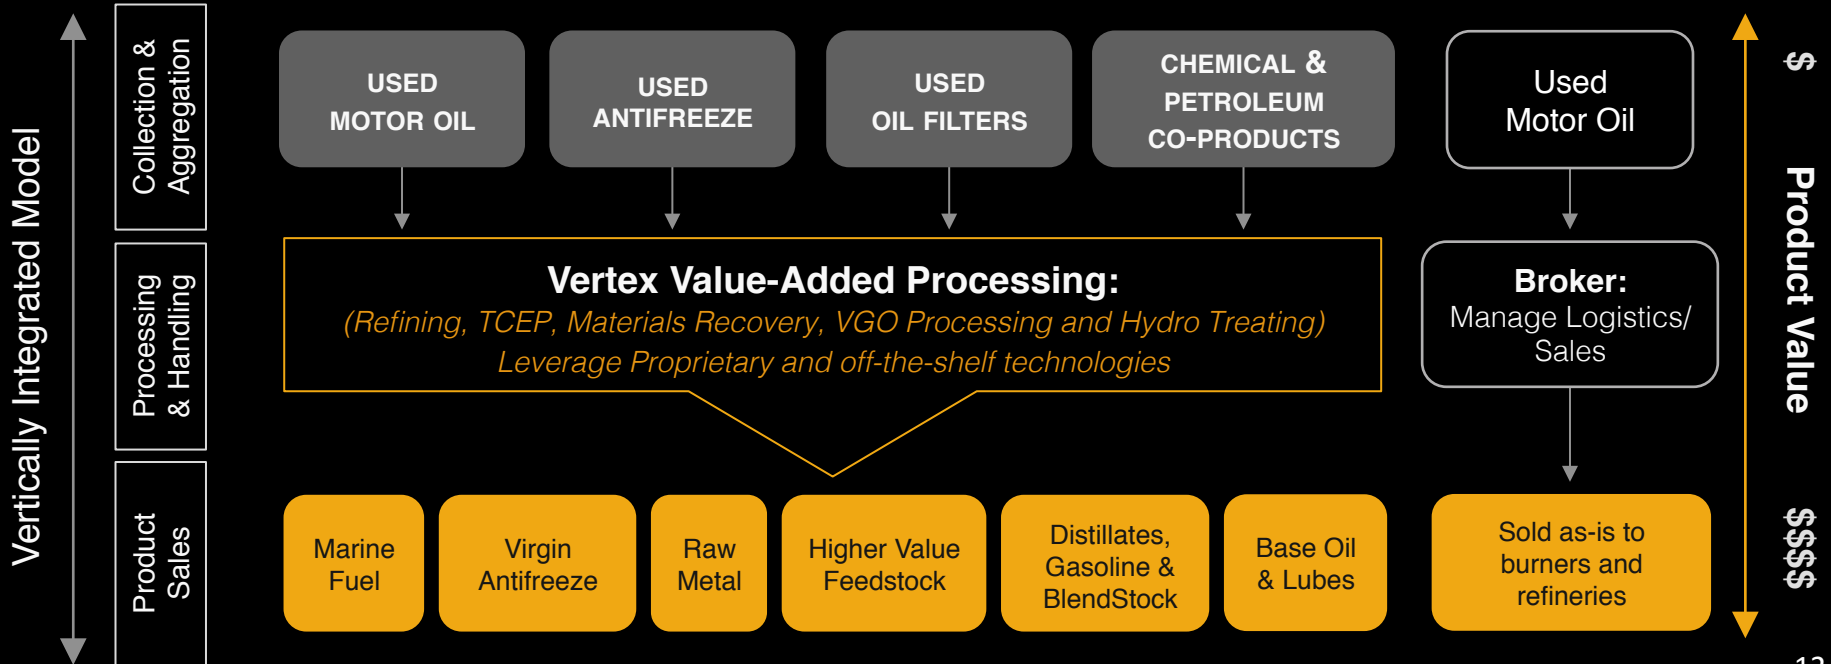 Vertically Integrated Model
Collection &
Aggregation
USED
MOTOR OIL
USED
ANTIFREEZE
USED
OIL FILTERS
CHEMICAL &
PETROLEUM
CO-PRODUCTS
Used
Motor Oil
$
Product Value
Processing
& Handling
Vertex Value-Added Processing:
(Refining, TCEP, Materials Recovery, VGO Processing and Hydro Treating)
Leverage Proprietary and off-the-shelf technologies
Broker:
Manage Logistics/
Sales
Product
Sales
Marine
Fuel
Virgin
Antifreeze
Raw
Metal
Higher Value
Feedstock
Distillates,
Gasoline &
BlendStock
Base Oil
& Lubes
Sold as-is to
burners and
refineries
$$$$